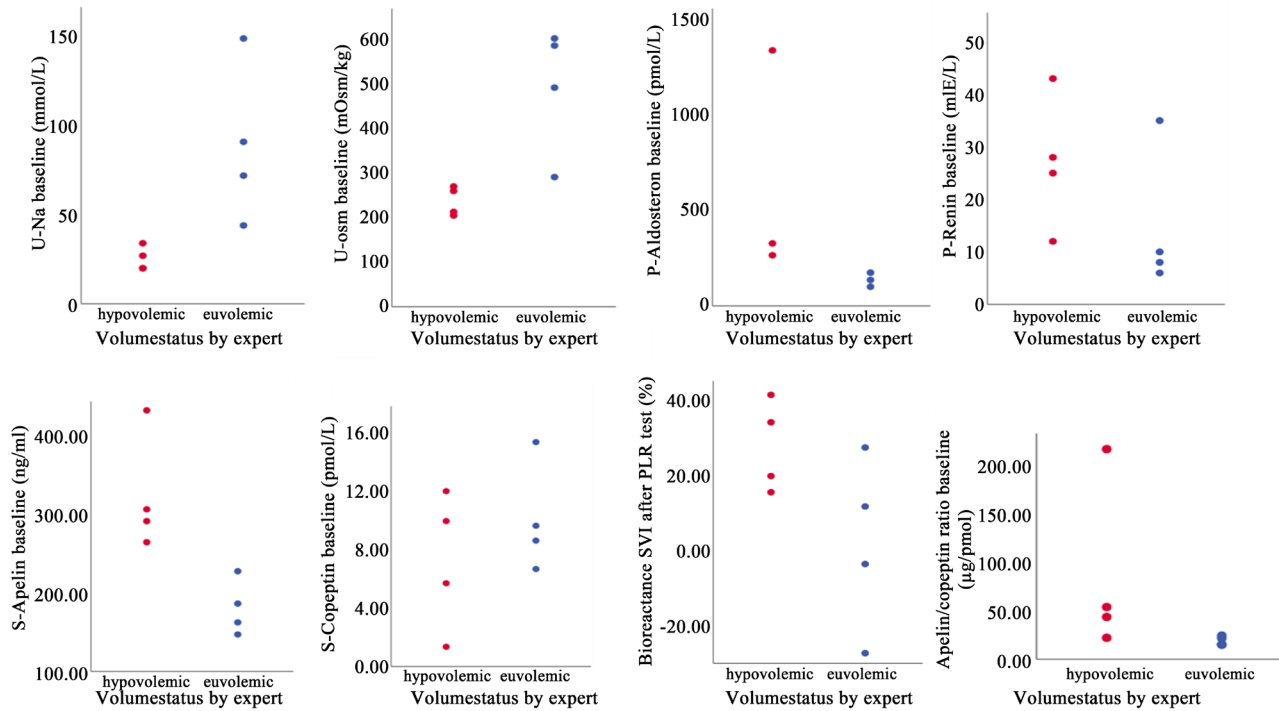 U-Na baseline (mmol/L)
150
100
50
0
hypovolemic euvolemic
Volumestatus by expert
U-osm baseline (mOsm/kg)
600
500
400
300
200
100
0
hypovolemic euvolemic
Volumestatus by expert
P-Aldosteron baseline (pmol/L)
1500
1000
500
0
hypovolemic euvolemic
Volumestatus by expert
P-Renin baseline (mlE/L)
50
40
30
20
10
0
hypovolemic euvolemic
Volumestatus by expert
S-Apelin baseline (ng/ml)
400.00
300.00
200.00
100.00
hypovolemic euvolemic
Volumestatus by expert
S-Copeptin baseline (pmol/L)
16.00
12.00
8.00
4.00
0.00
hypovolemic euvolemic
Volumestatus by expert
Bioreactance SVI after PLR test (%)
40.00
20.00
0.00
-20.00
hypovolemic euvolemic
Volumestatus by expert
Apelin/copeptin ratio baseline
(µg/pmol)
200.00
150.00
100.00
50.00
0.00
hypovolemic euvolemic
Volumestatus by expert